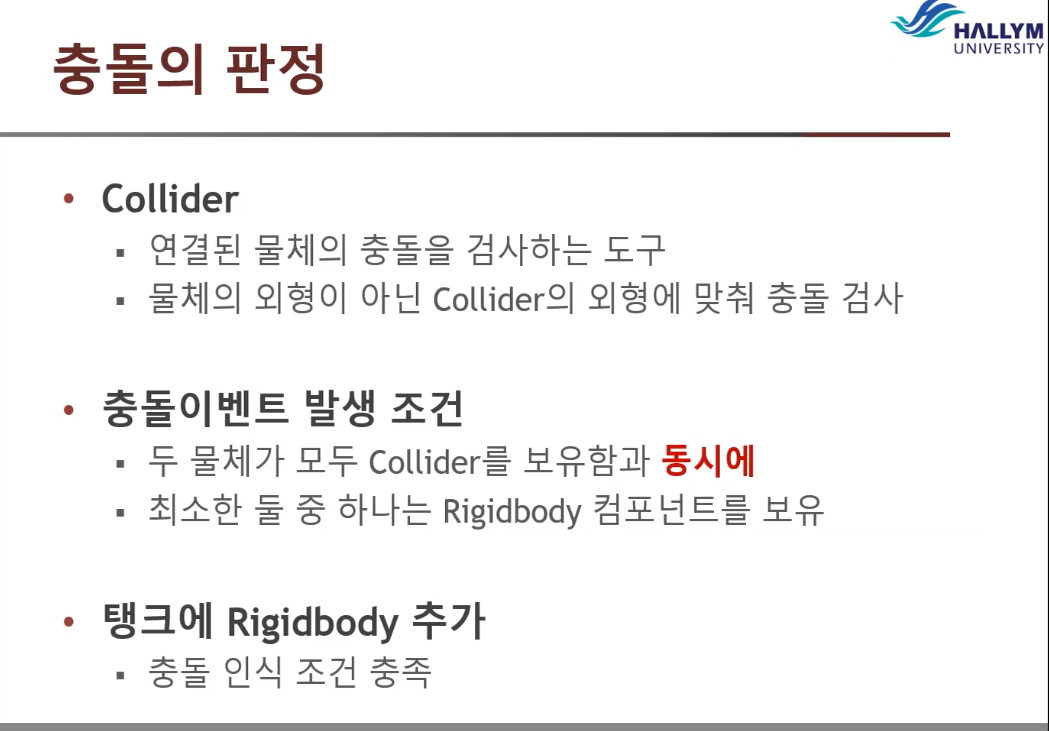 HALLYM
UNIVERSITY
충돌의 판정
• Collider
▪ 연결된 물체의 충돌을 검사하는 도구
▪ 물체의 외형이 아닌 Collider의 외형에 맞춰 충돌 검사
• 충돌이벤트 발생 조건
▪ 두 물체가 모두 Collider를 보유함과 동시에
▪ 최소한 둘 중 하나는 Rigidbody 컴포넌트를 보유
• 탱크에 Rigidbody 추가
▪ 충돌 인식 조건 충족